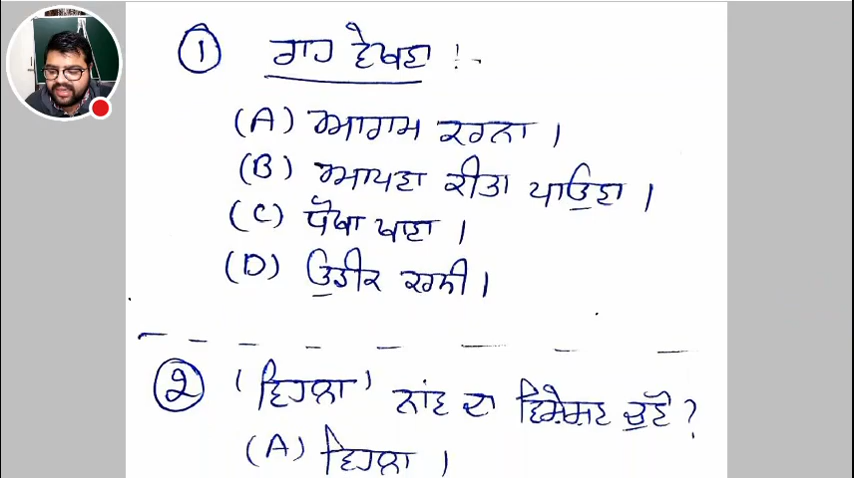 ① ਰਾਹ ਵੇਖਣਾ !-
(A) ਆਰਾਮ ਕਰਨਾ ।
(B) ਆਪਣਾ ਕੀਤਾ ਪਾਉਣਾ ।
(C) ਧੋਖਾ ਖਾਣਾ ।
(D) ਉਡੀਕ ਕਰਨੀ ।
② 'ਵਿਹਲਾ' ਨਾਂਵ ਦਾ ਵਿਸ਼ੇਸ਼ਣ ਚੁਣੋ ?
(A) ਵਿਹਲਾ ।